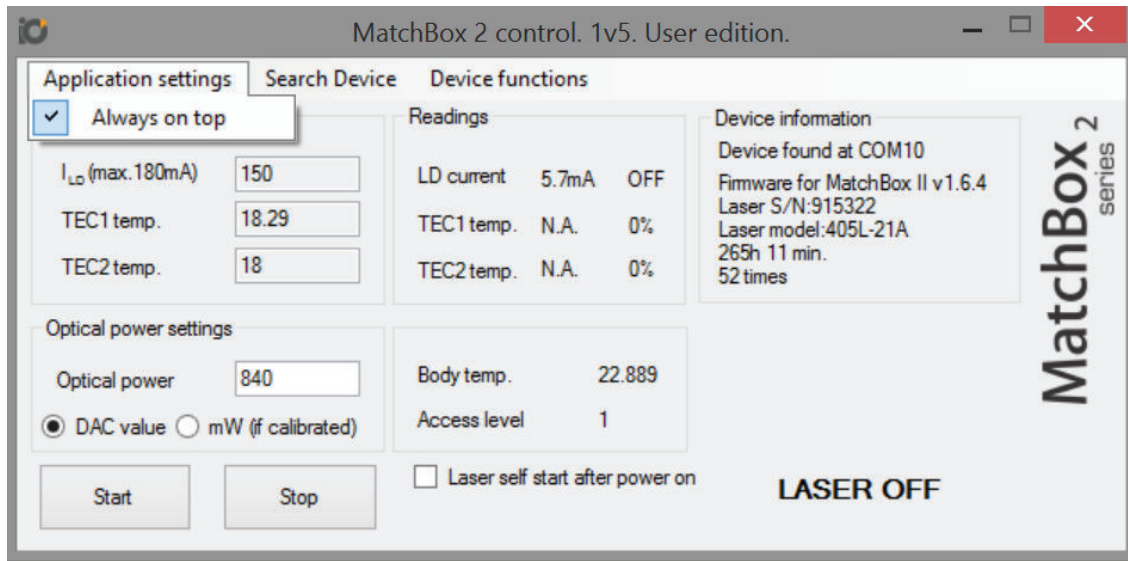 MatchBox 2 control. 1v5. User edition.
Application settings Search Device Device functions
Always on top
I_LD (max.180mA) 150
TEC1 temp. 18.29
TEC2 temp. 18
Readings
LD current 5.7mA OFF
TEC1 temp. N.A. 0%
TEC2 temp. N.A. 0%
Device information
Device found at COM10
Firmware for MatchBox II v1.6.4
Laser S/N:915322
Laser model:405L-21A
265h 11 min.
52 times
MatchBox 2
series
Optical power settings
Optical power 840
DAC value mW (if calibrated)
Body temp. 22.889
Access level 1
Start Stop
Laser self start after power on
LASER OFF